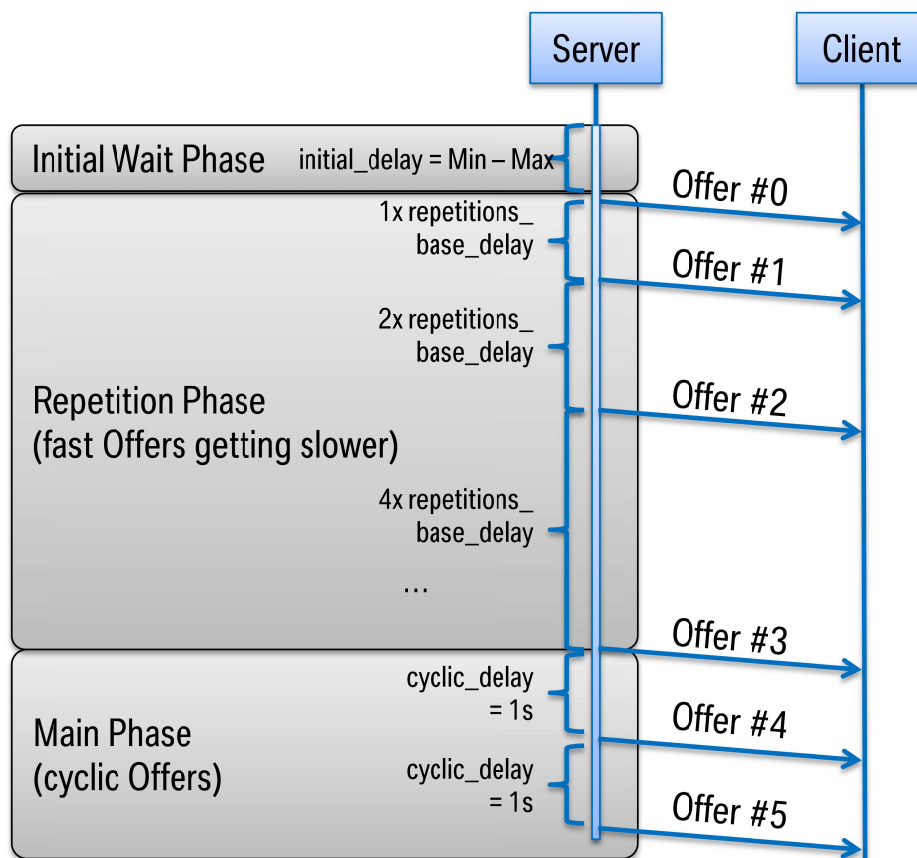 Server
Client
Initial Wait Phase
initial_delay = Min – Max
Offer #0
1x repetitions_
base_delay
Offer #1
2x repetitions_
base_delay
Offer #2
Repetition Phase
(fast Offers getting slower)
4x repetitions_
base_delay
...
Offer #3
cyclic_delay
= 1s
Offer #4
Main Phase
(cyclic Offers)
cyclic_delay
= 1s
Offer #5